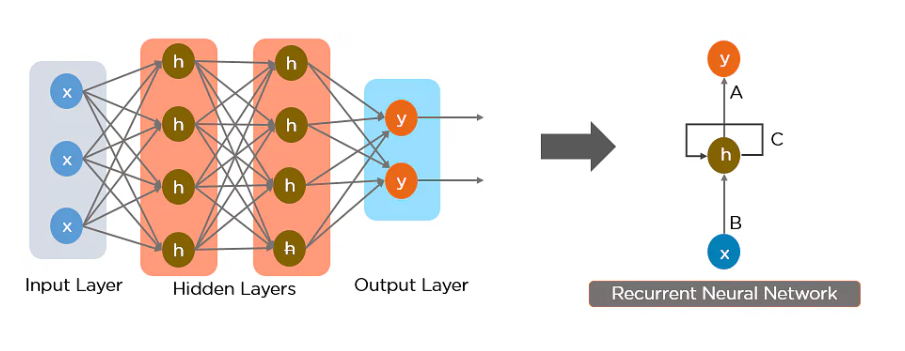 x
x
x
h
h
h
h
h
h
h
h
y
y
Input Layer
Hidden Layers
Output Layer
y
A
h
C
B
x
Recurrent Neural Network